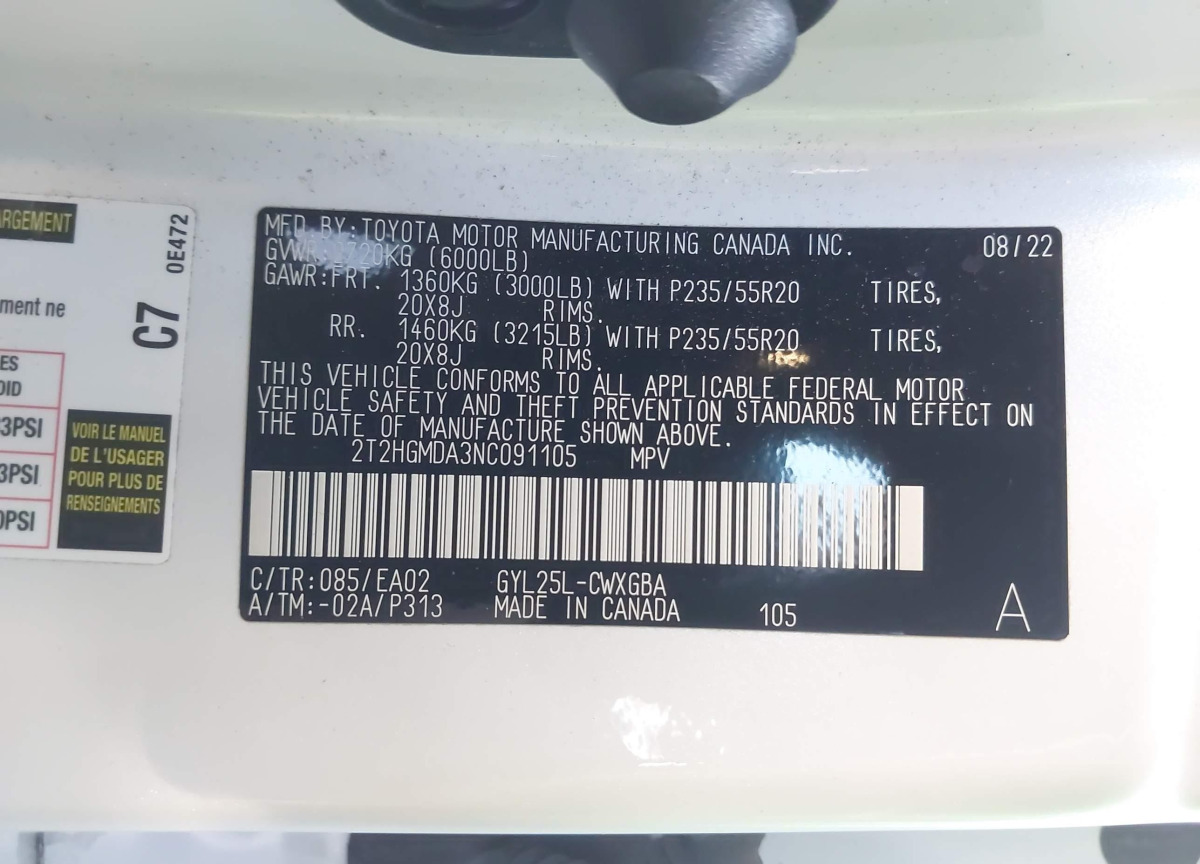 ARGEMENT
0E472
C7
ment ne
ES
OID
3PSI
3PSI
0PSI
VOIR LE MANUEL
DE L'USAGER
POUR PLUS DE
RENSEIGNEMENTS
MFD. BY: TOYOTA MOTOR MANUFACTURING CANADA INC. 08/22
GVWR: 2720KG (6000LB)
GAWR: FRT. 1360KG (3000LB) WITH P235/55R20 TIRES,
20X8J RIMS.
RR. 1460KG (3215LB) WITH P235/55R20 TIRES,
20X8J RIMS.
THIS VEHICLE CONFORMS TO ALL APPLICABLE FEDERAL MOTOR
VEHICLE SAFETY AND THEFT PREVENTION STANDARDS IN EFFECT ON
THE DATE OF MANUFACTURE SHOWN ABOVE.
2T2HGMDA3NC091105 MPV
C/TR: 085/EA02 GYL25L-CWXGBA
A/TM: -02A/P313 MADE IN CANADA 105 A